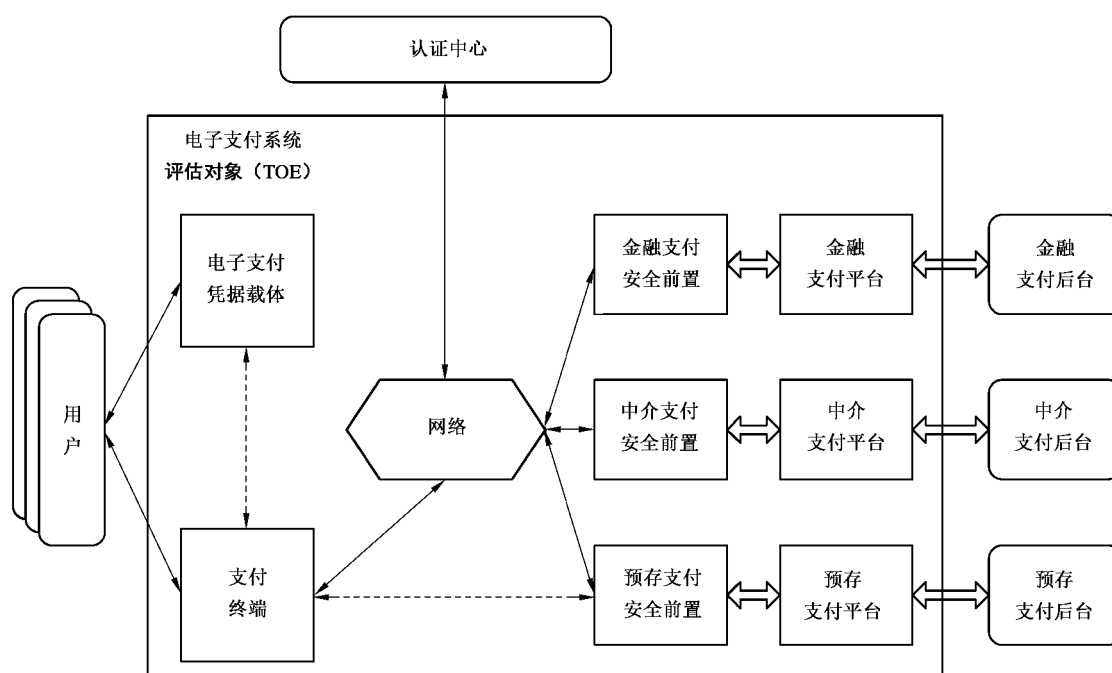 认证中心
电子支付系统
评估对象（TOE）
电子支付
凭据载体
金融支付
安全前置
金融
支付平台
金融
支付后台
用
户
网络
中介支付
安全前置
中介
支付平台
中介
支付后台
支付
终端
预存支付
安全前置
预存
支付平台
预存
支付后台